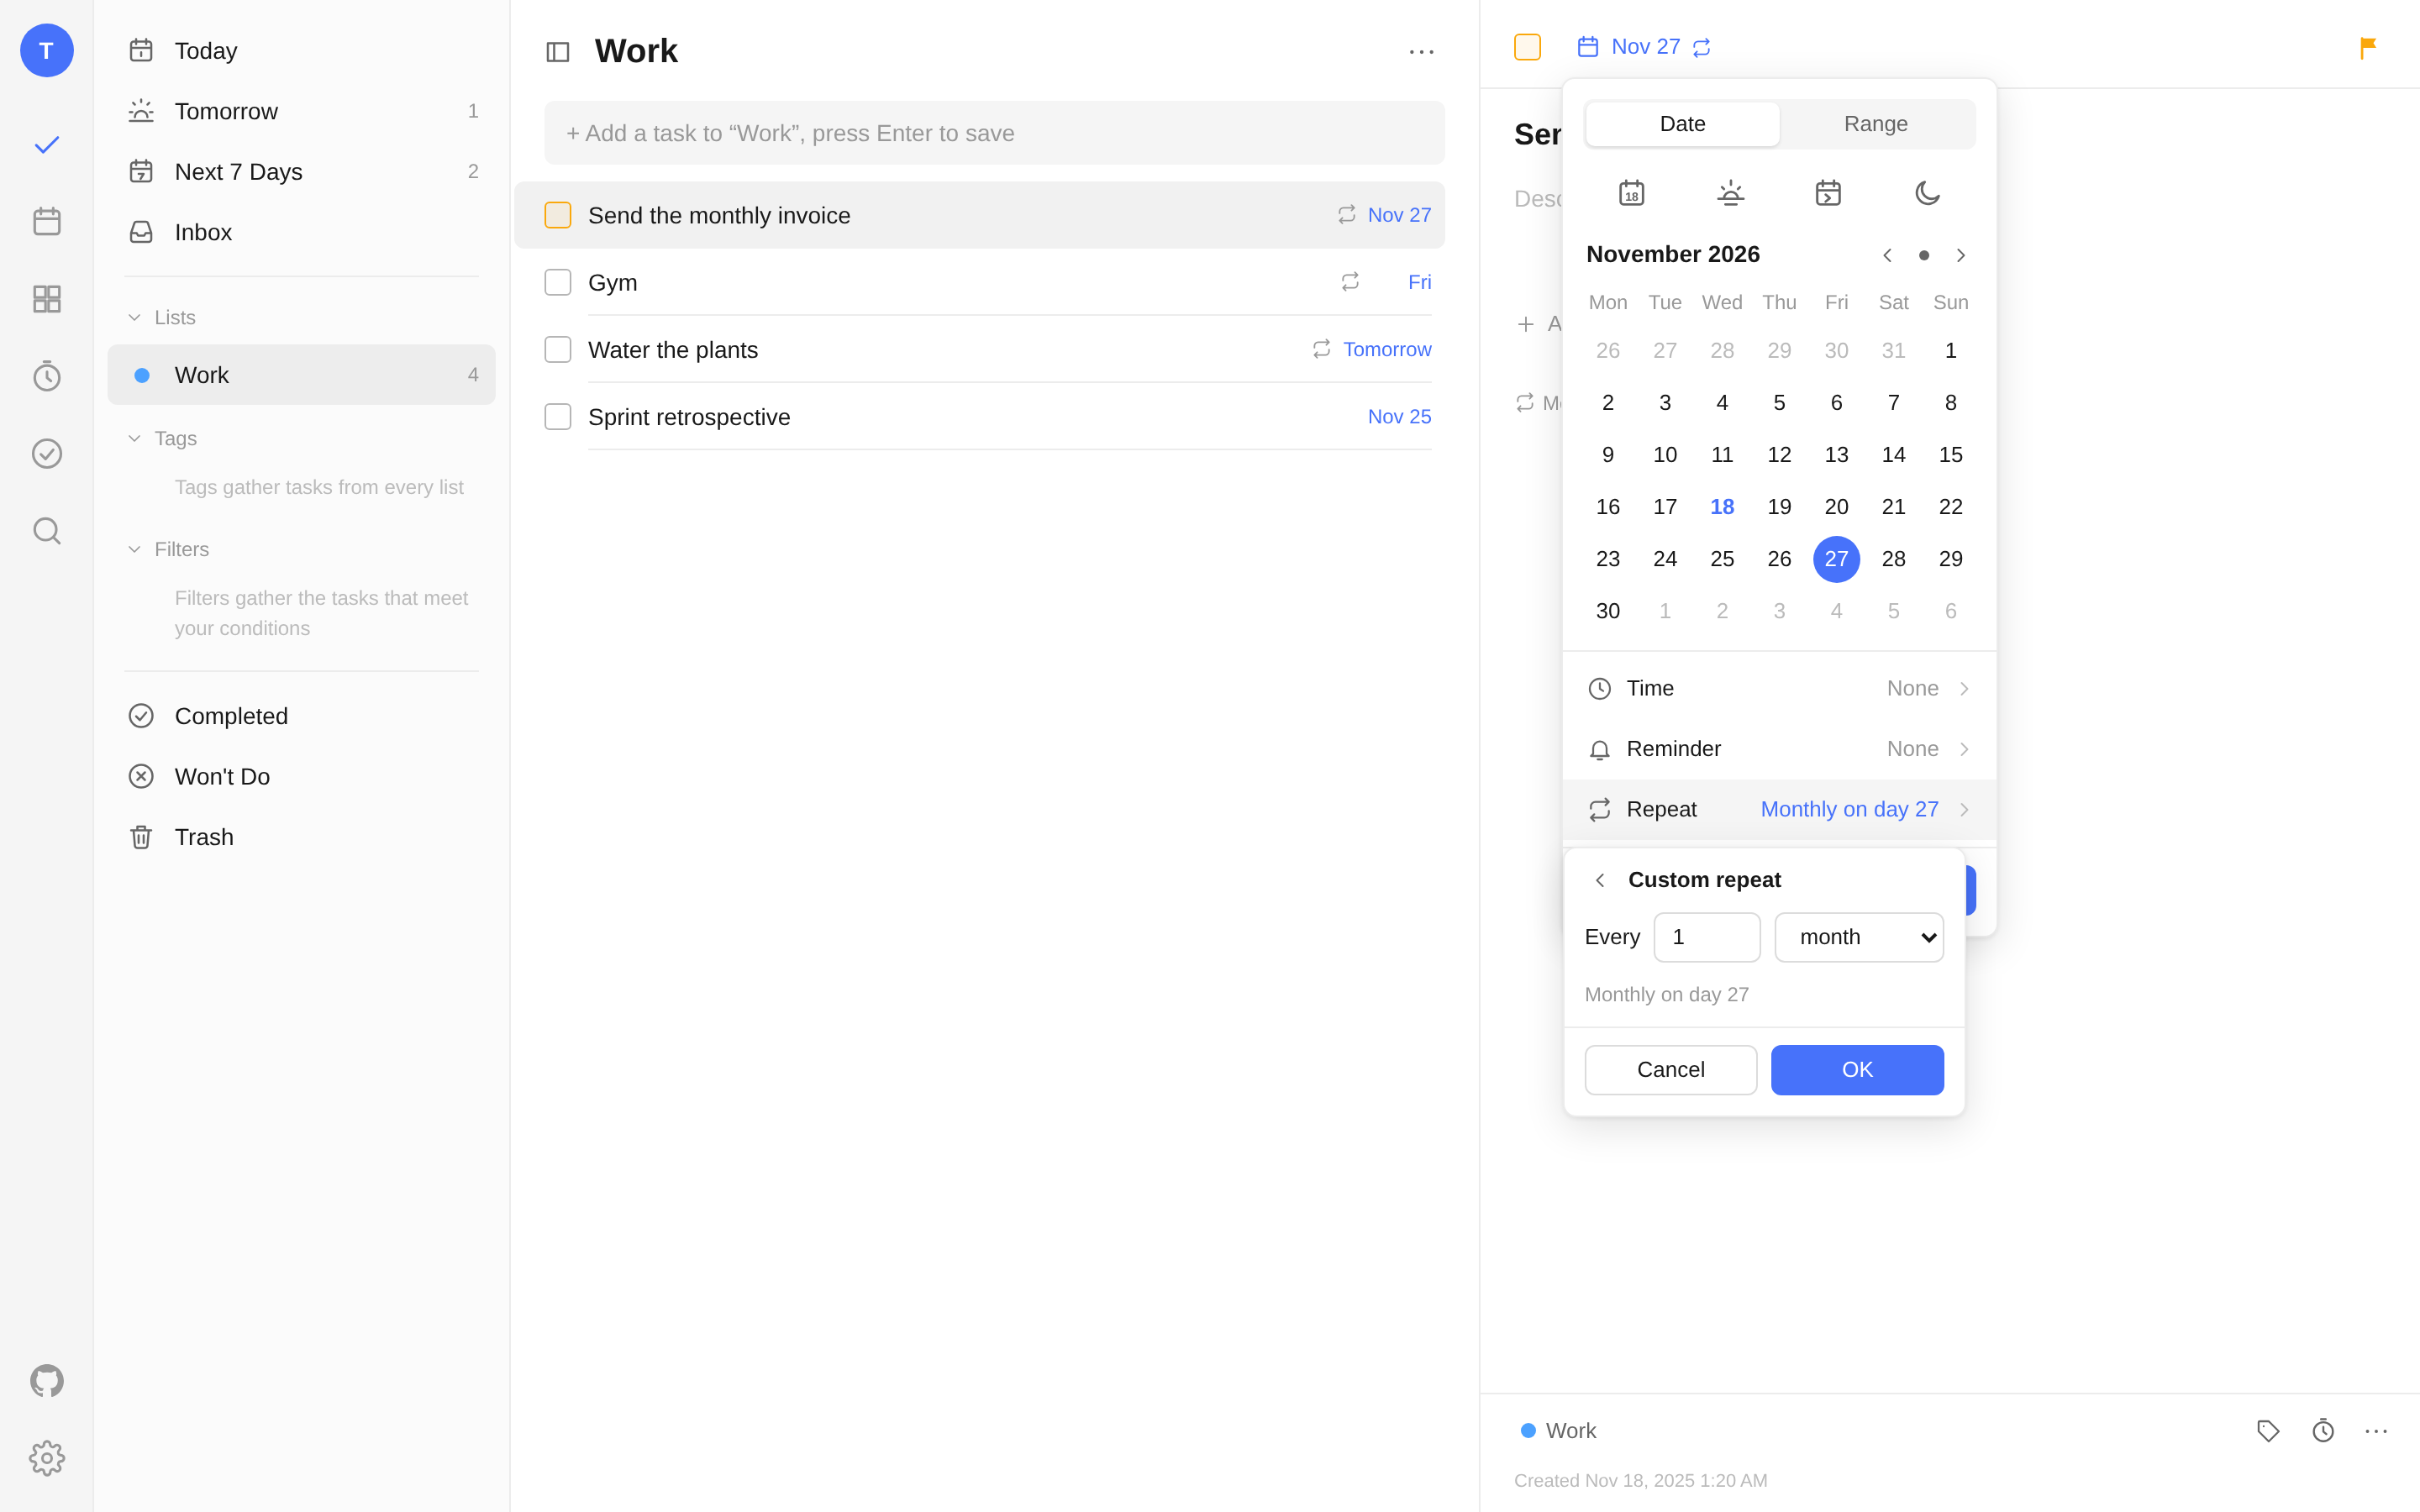 T
Today
Tomorrow 1
Next 7 Days 2
Inbox
Lists
Work 4
Tags
Tags gather tasks from every list
Filters
Filters gather the tasks that meet
your conditions
Completed
Won't Do
Trash
Work
+ Add a task to “Work”, press Enter to save
Send the monthly invoice Nov 27
Gym Fri
Water the plants Tomorrow
Sprint retrospective Nov 25
Nov 27
Date Range
18
November 2026
Mon Tue Wed Thu Fri Sat Sun
26 27 28 29 30 31 1
2 3 4 5 6 7 8
9 10 11 12 13 14 15
16 17 18 19 20 21 22
23 24 25 26 27 28 29
30 1 2 3 4 5 6
Time None
Reminder None
Repeat Monthly on day 27
Custom repeat
Every 1 month
Monthly on day 27
Cancel OK
Work
Created Nov 18, 2025 1:20 AM